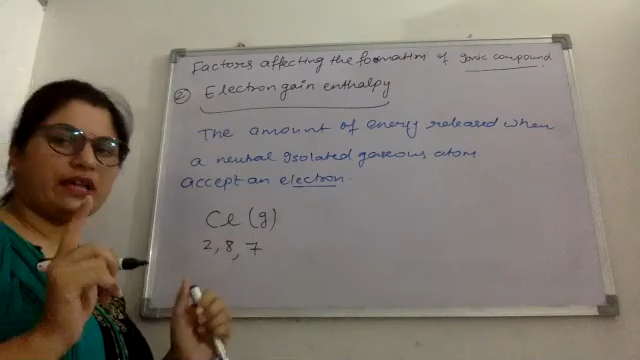 Factors affecting the formation of ionic compound
② Electron gain enthalpy
The amount of energy released when
a neutral isolated gaseous atom
accept an electron.
Cl (g)
2, 8, 7